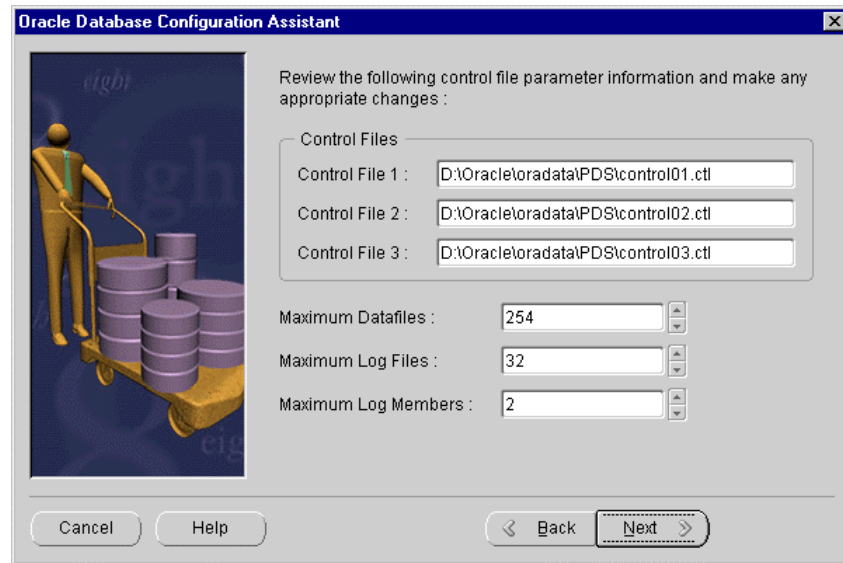 Oracle Database Configuration Assistant
eight
eight
eig
Review the following control file parameter information and make any
appropriate changes :
Control Files
Control File 1 : D:\Oracle\oradata\PDS\control01.ctl
Control File 2 : D:\Oracle\oradata\PDS\control02.ctl
Control File 3 : D:\Oracle\oradata\PDS\control03.ctl
Maximum Datafiles : 254
Maximum Log Files : 32
Maximum Log Members : 2
Cancel Help Back Next